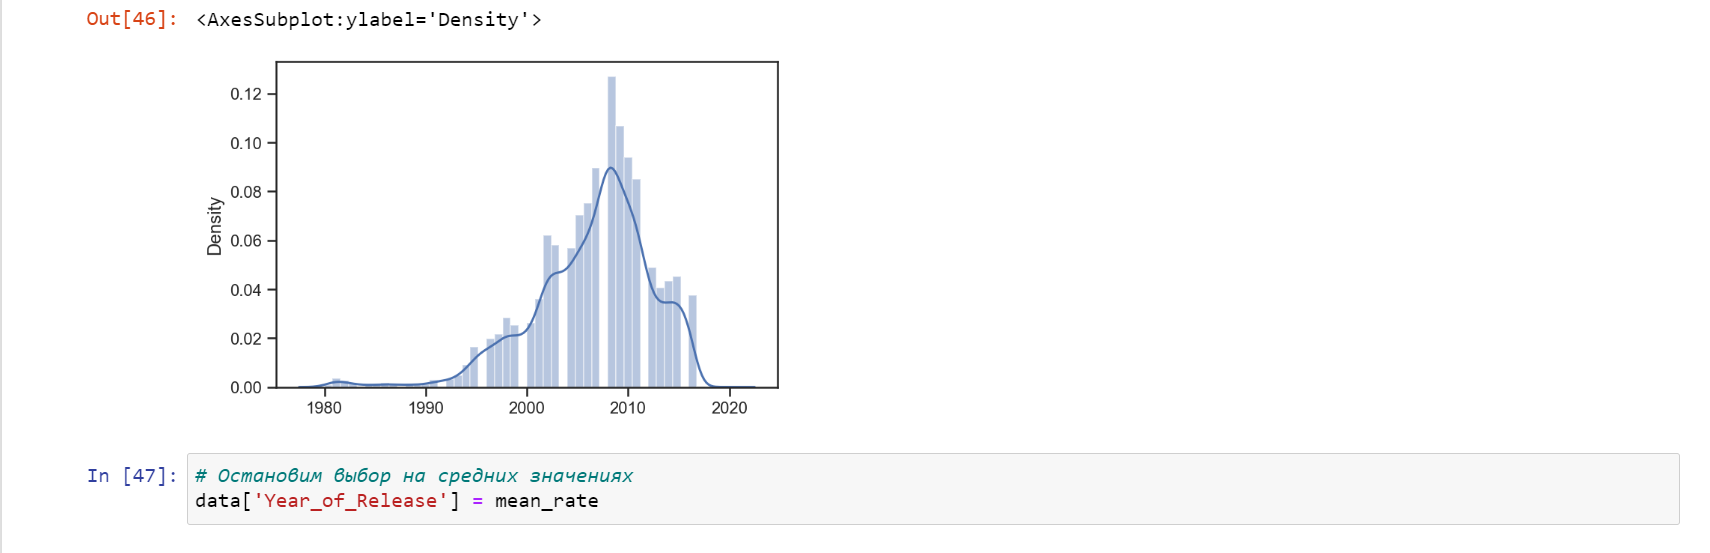 Out[46]: <AxesSubplot:ylabel='Density'>
0.12
0.10
0.08
0.06
0.04
0.02
0.00
Density
1980 1990 2000 2010 2020
In [47]: # Остановим выбор на средних значениях
data['Year_of_Release'] = mean_rate